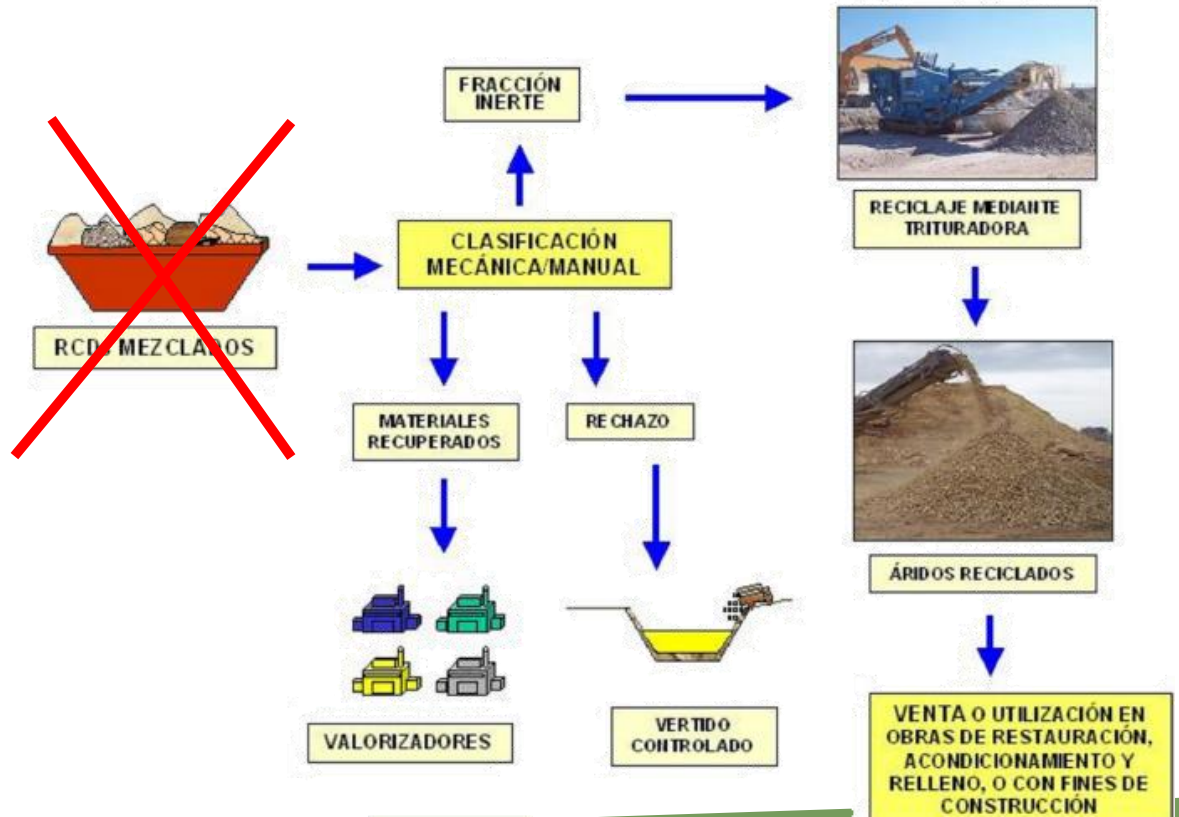 FRACCIÓN
INERTE
RECICLAJE MEDIANTE
TRITURADORA
CLASIFICACIÓN
MECÁNICA/MANUAL
RCDs MEZCLADOS
MATERIALES
RECUPERADOS
RECHAZO
ÁRIDOS RECICLADOS
VALORIZADORES
VERTIDO
CONTROLADO
VENTA O UTILIZACIÓN EN
OBRAS DE RESTAURACIÓN,
ACONDICIONAMIENTO Y
RELLENO, O CON FINES DE
CONSTRUCCIÓN